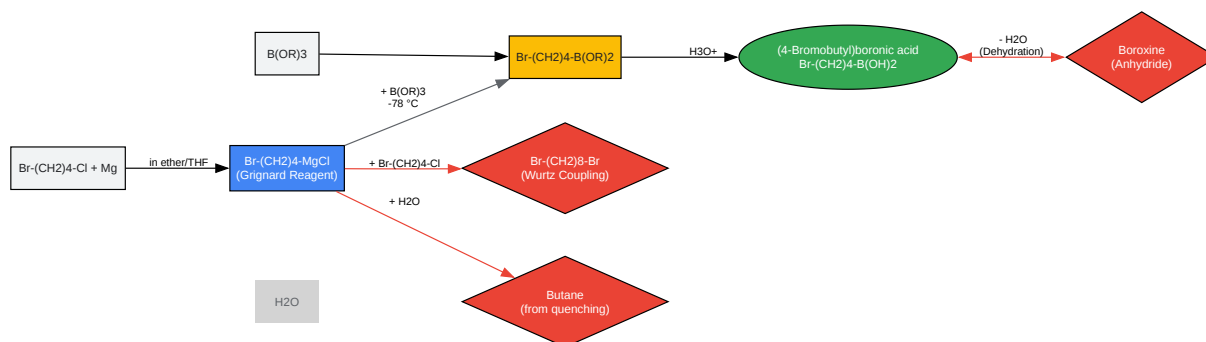 B(OR)3
Br-(CH2)4-B(OR)2
H3O+
(4-Bromobutyl)boronic acid
Br-(CH2)4-B(OH)2
- H2O
(Dehydration)
Boroxine
(Anhydride)
+ B(OR)3
-78 °C
Br-(CH2)4-Cl + Mg
in ether/THF
Br-(CH2)4-MgCl
(Grignard Reagent)
+ Br-(CH2)4-Cl
Br-(CH2)8-Br
(Wurtz Coupling)
+ H2O
H2O
Butane
(from quenching)